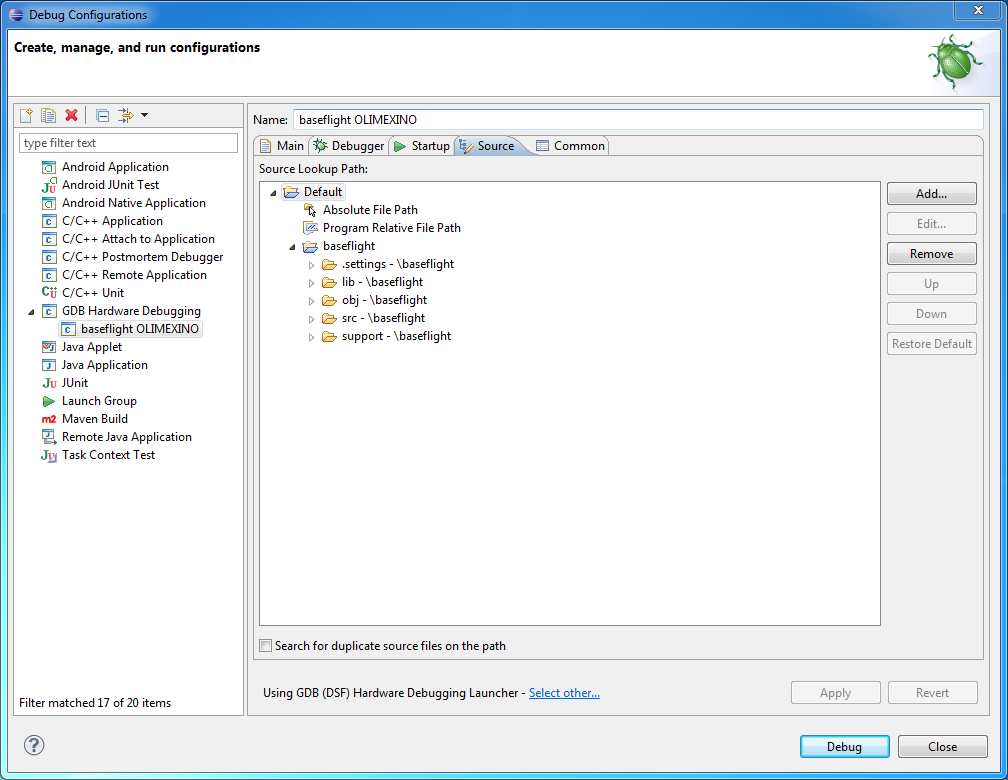 Debug Configurations
Create, manage, and run configurations
type filter text
Android Application
Android JUnit Test
Android Native Application
C/C++ Application
C/C++ Attach to Application
C/C++ Postmortem Debugger
C/C++ Remote Application
C/C++ Unit
GDB Hardware Debugging
baseflight OLIMEXINO
Java Applet
Java Application
JUnit
Launch Group
Maven Build
Remote Java Application
Task Context Test
Filter matched 17 of 20 items
Name: baseflight OLIMEXINO
Main Debugger Startup Source Common
Source Lookup Path:
Default
Absolute File Path
Program Relative File Path
baseflight
.settings - \baseflight
lib - \baseflight
obj - \baseflight
src - \baseflight
support - \baseflight
Add...
Edit...
Remove
Up
Down
Restore Default
Search for duplicate source files on the path
Using GDB (DSF) Hardware Debugging Launcher - Select other...
Apply Revert
Debug Close